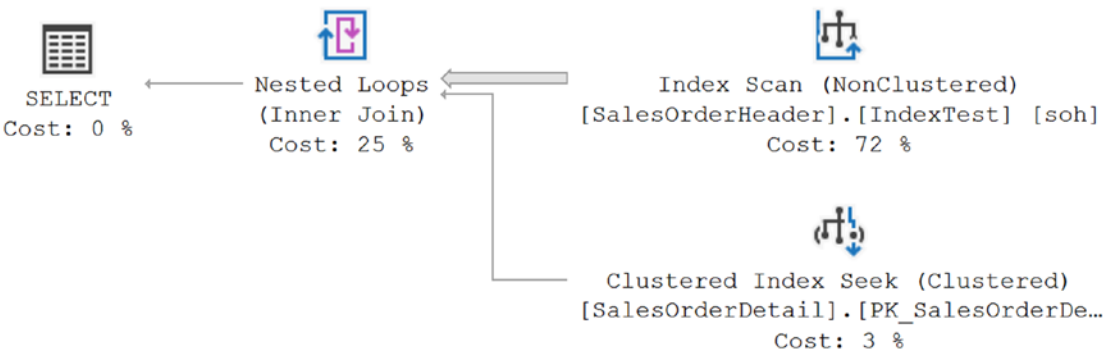 SELECT
Cost: 0 %
Nested Loops
(Inner Join)
Cost: 25 %
Index Scan (NonClustered)
[SalesOrderHeader].[IndexTest] [soh]
Cost: 72 %
Clustered Index Seek (Clustered)
[SalesOrderDetail].[PK_SalesOrderDe…
Cost: 3 %